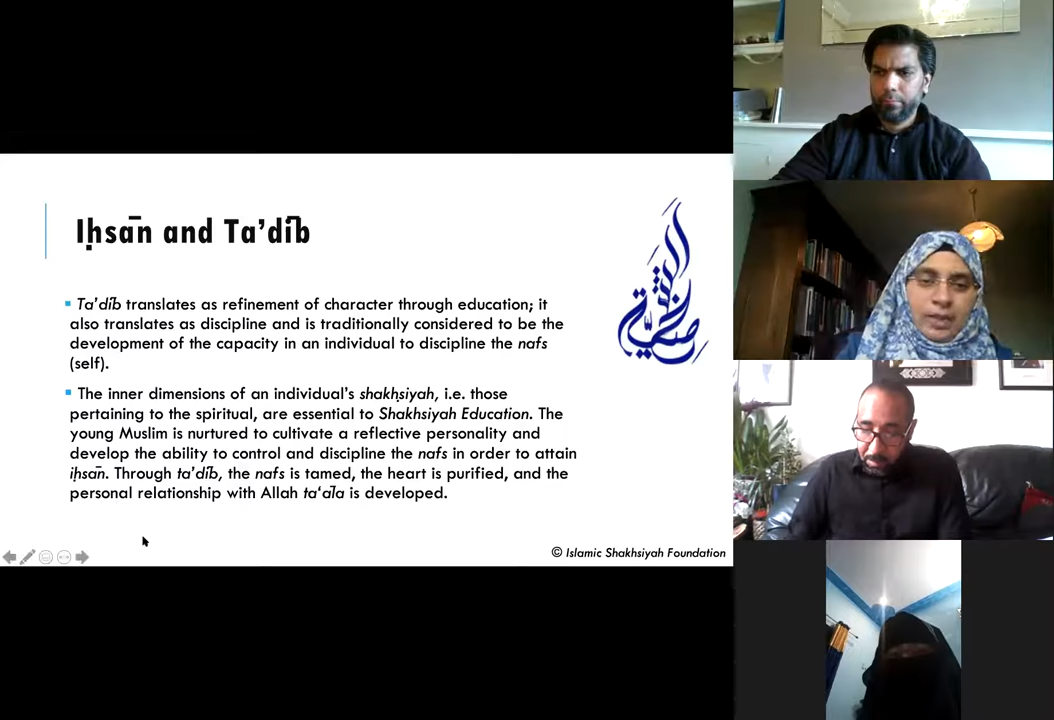 Iḥsān and Ta’dīb
Ta’dīb translates as refinement of character through education; it
also translates as discipline and is traditionally considered to be the
development of the capacity in an individual to discipline the nafs
(self).
The inner dimensions of an individual’s shakhṣiyah, i.e. those
pertaining to the spiritual, are essential to Shakhsiyah Education. The
young Muslim is nurtured to cultivate a reflective personality and
develop the ability to control and discipline the nafs in order to attain
iḥsān. Through ta’dīb, the nafs is tamed, the heart is purified, and the
personal relationship with Allah ta‘āla is developed.
© Islamic Shakhsiyah Foundation